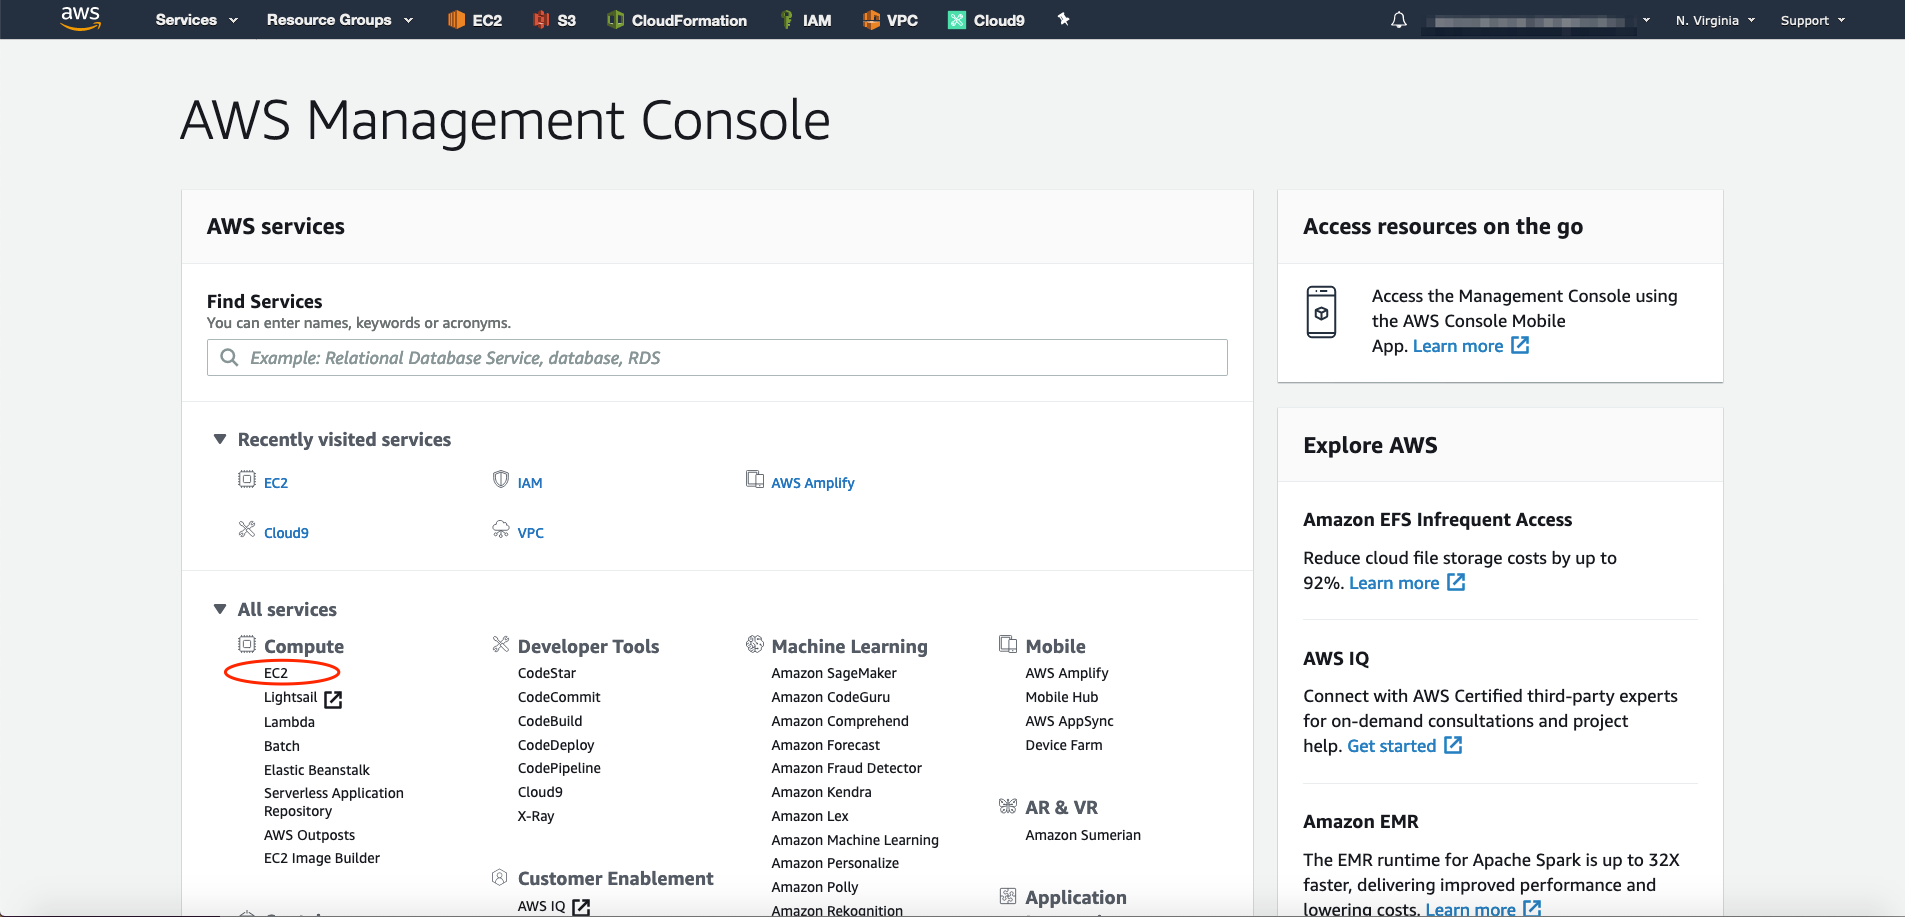 aws Services Resource Groups EC2 S3 CloudFormation IAM VPC Cloud9 N. Virginia Support
AWS Management Console
AWS services
Find Services
You can enter names, keywords or acronyms.
Example: Relational Database Service, database, RDS
Recently visited services
EC2 IAM AWS Amplify
Cloud9 VPC
All services
Compute
EC2
Lightsail
Lambda
Batch
Elastic Beanstalk
Serverless Application
Repository
AWS Outposts
EC2 Image Builder
Developer Tools
CodeStar
CodeCommit
CodeBuild
CodeDeploy
CodePipeline
Cloud9
X-Ray
Customer Enablement
AWS IQ
Machine Learning
Amazon SageMaker
Amazon CodeGuru
Amazon Comprehend
Amazon Forecast
Amazon Fraud Detector
Amazon Kendra
Amazon Lex
Amazon Machine Learning
Amazon Personalize
Amazon Polly
Amazon Rekognition
Mobile
AWS Amplify
Mobile Hub
AWS AppSync
Device Farm
AR & VR
Amazon Sumerian
Application
Access resources on the go
Access the Management Console using
the AWS Console Mobile
App. Learn more
Explore AWS
Amazon EFS Infrequent Access
Reduce cloud file storage costs by up to
92%. Learn more
AWS IQ
Connect with AWS Certified third-party experts
for on-demand consultations and project
help. Get started
Amazon EMR
The EMR runtime for Apache Spark is up to 32X
faster, delivering improved performance and
lowering costs. Learn more